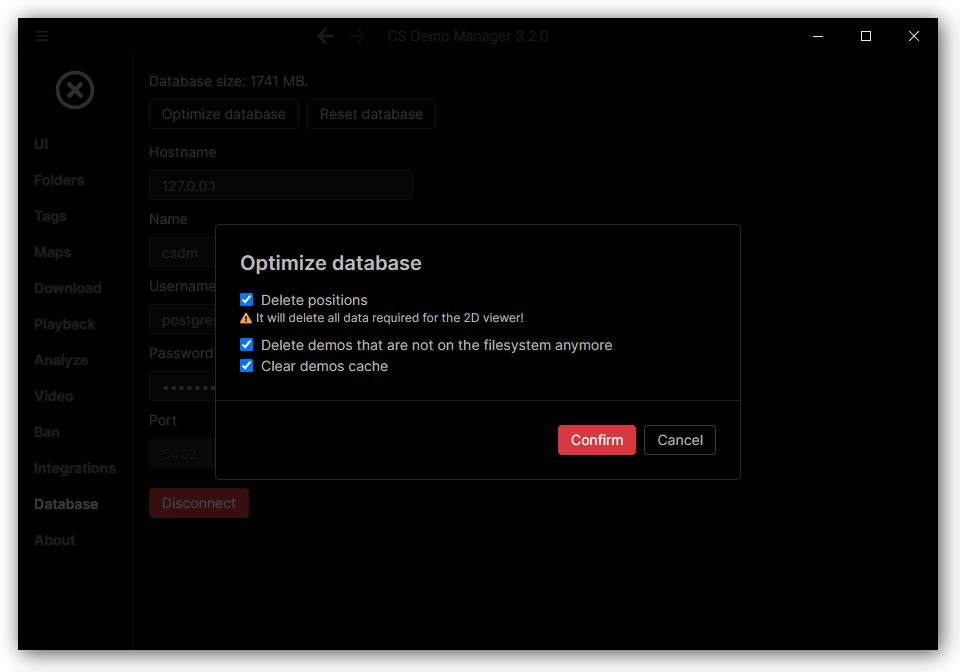 CS Demo Manager 3.2.0
UI
Folders
Tags
Maps
Download
Playback
Analyze
Video
Ban
Integrations
Database
About
Database size: 1741 MB.
Optimize database
Reset database
Hostname
127.0.0.1
Name
csdm
Username
postgres
Password
Port
5432
Disconnect
Optimize database
Delete positions
It will delete all data required for the 2D viewer!
Delete demos that are not on the filesystem anymore
Clear demos cache
Confirm
Cancel